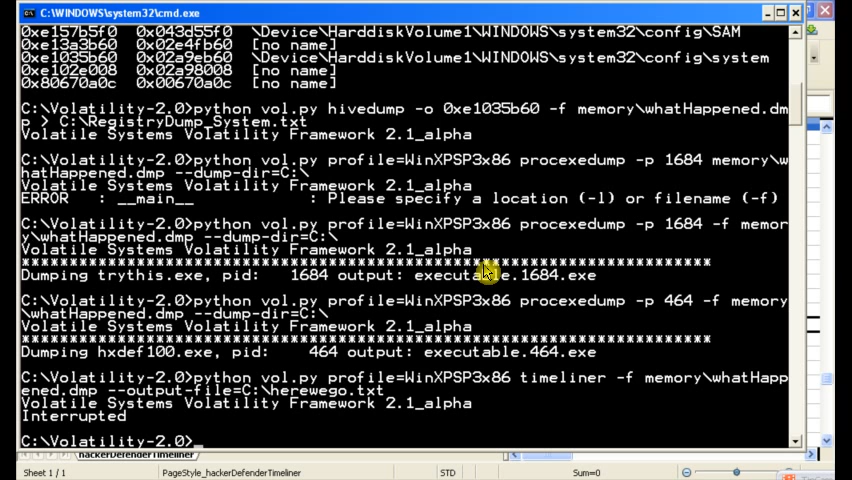 C:\WINDOWS\system32\cmd.exe
0xe157b5f0  0x043d55f0  \Device\HarddiskVolume1\WINDOWS\system32\config\SAM
0xe13a3b60  0x02e4fb60  [no name]
0xe1035b60  0x02a9eb60  \Device\HarddiskVolume1\WINDOWS\system32\config\system
0xe102e008  0x02a98008  [no name]
0x80670a0c  0x00670a0c  [no name]
C:\Volatility-2.0>python vol.py hivedump -o 0xe1035b60 -f memory\whatHappened.dm
p > C:\RegistryDump_System.txt
Volatile Systems Volatility Framework 2.1_alpha
C:\Volatility-2.0>python vol.py profile=WinXPSP3x86 procexedump -p 1684 memory\w
hatHappened.dmp --dump-dir=C:\
Volatile Systems Volatility Framework 2.1_alpha
ERROR   : __main__            : Please specify a location (-l) or filename (-f)
C:\Volatility-2.0>python vol.py profile=WinXPSP3x86 procexedump -p 1684 -f memor
y\whatHappened.dmp --dump-dir=C:\
Volatile Systems Volatility Framework 2.1_alpha
************************************************************************
Dumping trythis.exe, pid:   1684 output: executable.1684.exe
C:\Volatility-2.0>python vol.py profile=WinXPSP3x86 procexedump -p 464 -f memory
\whatHappened.dmp --dump-dir=C:\
Volatile Systems Volatility Framework 2.1_alpha
************************************************************************
Dumping hxdef100.exe, pid:    464 output: executable.464.exe
C:\Volatility-2.0>python vol.py profile=WinXPSP3x86 timeliner -f memory\whatHapp
ened.dmp --output-file=C:\herewego.txt
Volatile Systems Volatility Framework 2.1_alpha
Interrupted
C:\Volatility-2.0>_
hackerDefenderTimeliner
Sheet 1 / 1  PageStyle_hackerDefenderTimeliner  STD  Sum=0